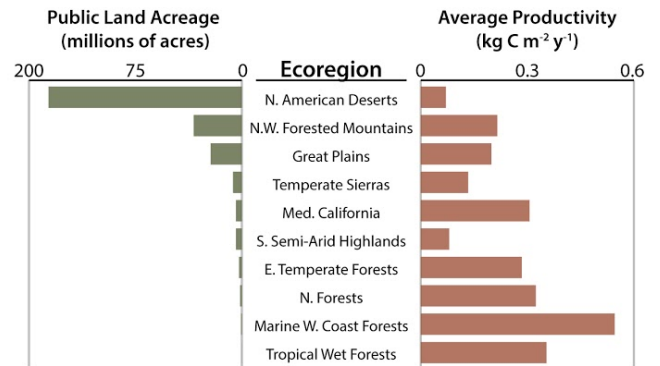 Public Land Acreage
(millions of acres)
Average Productivity
(kg C m⁻² y⁻¹)
200 75 0 Ecoregion 0 0.3 0.6
N. American Deserts
N.W. Forested Mountains
Great Plains
Temperate Sierras
Med. California
S. Semi-Arid Highlands
E. Temperate Forests
N. Forests
Marine W. Coast Forests
Tropical Wet Forests